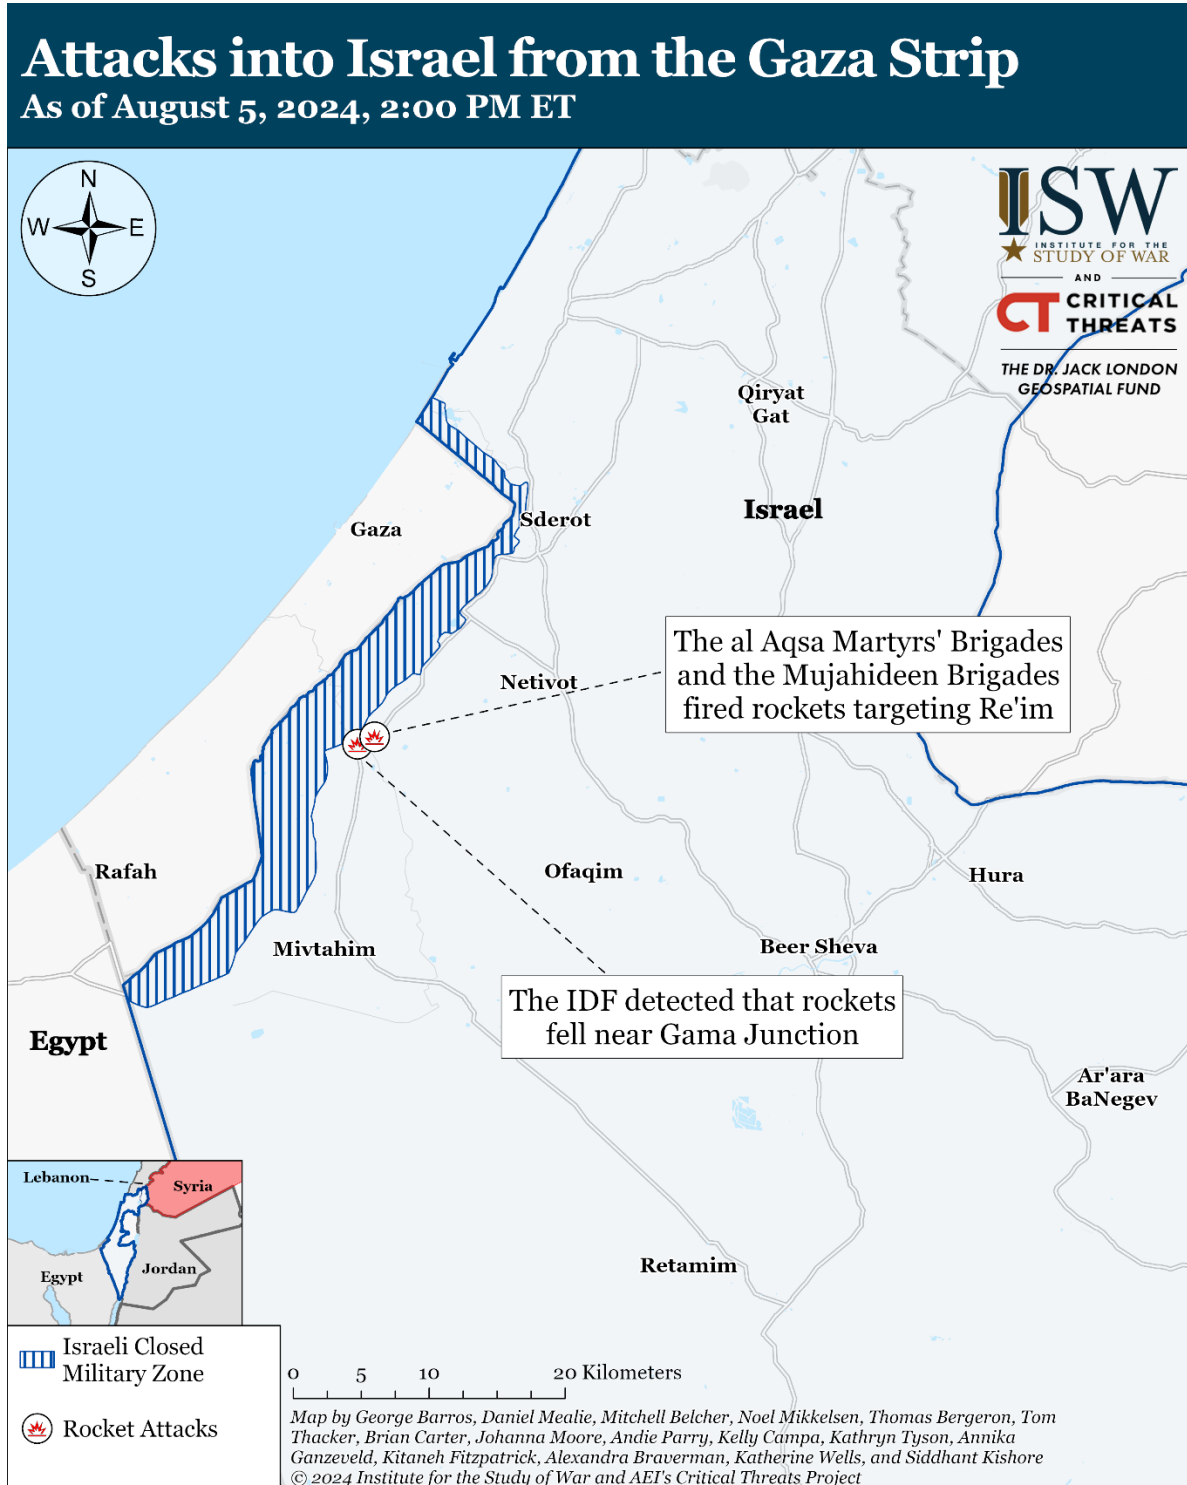 Attacks into Israel from the Gaza Strip
As of August 5, 2024, 2:00 PM ET
N
W
E
S
ISW
INSTITUTE FOR THE
STUDY OF WAR
AND
CT CRITICAL
THREATS
THE DR. JACK LONDON
GEOSPATIAL FUND
Qiryat
Gat
Israel
Sderot
Gaza
The al Aqsa Martyrs' Brigades
and the Mujahideen Brigades
fired rockets targeting Re'im
Netivot
Rafah
Ofaqim
Hura
Mivtahim
Beer Sheva
The IDF detected that rockets
fell near Gama Junction
Egypt
Ar'ara
BaNegev
Lebanon
Syria
Egypt
Jordan
Retamim
Israeli Closed
Military Zone
Rocket Attacks
0 5 10 20 Kilometers
Map by George Barros, Daniel Mealie, Mitchell Belcher, Noel Mikkelsen, Thomas Bergeron, Tom
Thacker, Brian Carter, Johanna Moore, Andie Parry, Kelly Campa, Kathryn Tyson, Annika
Ganzeveld, Kitaneh Fitzpatrick, Alexandra Braverman, Katherine Wells, and Siddhant Kishore
© 2024 Institute for the Study of War and AEI's Critical Threats Project